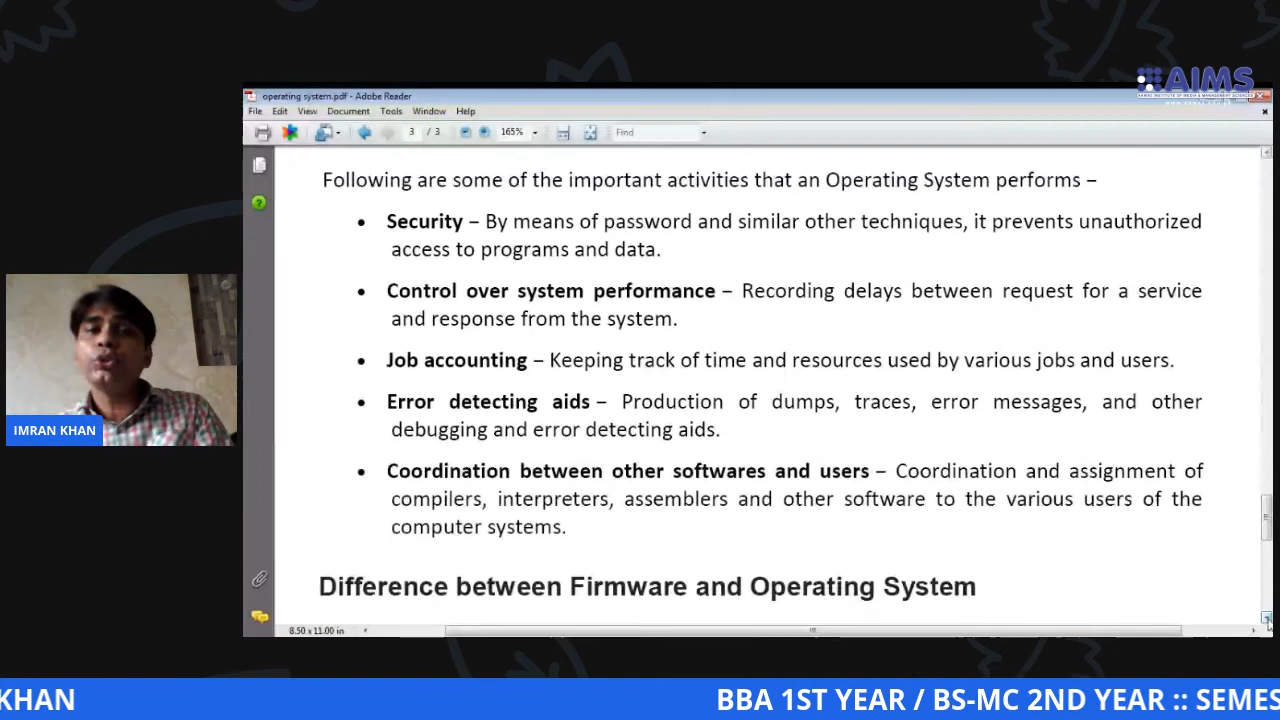 AIMS
operating system.pdf - Adobe Reader
File Edit View Document Tools Window Help
3 / 3 165% Find
Following are some of the important activities that an Operating System performs −
• Security − By means of password and similar other techniques, it prevents unauthorized
access to programs and data.
• Control over system performance − Recording delays between request for a service
and response from the system.
• Job accounting − Keeping track of time and resources used by various jobs and users.
• Error detecting aids − Production of dumps, traces, error messages, and other
debugging and error detecting aids.
• Coordination between other softwares and users − Coordination and assignment of
compilers, interpreters, assemblers and other software to the various users of the
computer systems.
Difference between Firmware and Operating System
8.50 x 11.00 in
IMRAN KHAN
KHAN BBA 1ST YEAR / BS-MC 2ND YEAR :: SEMES